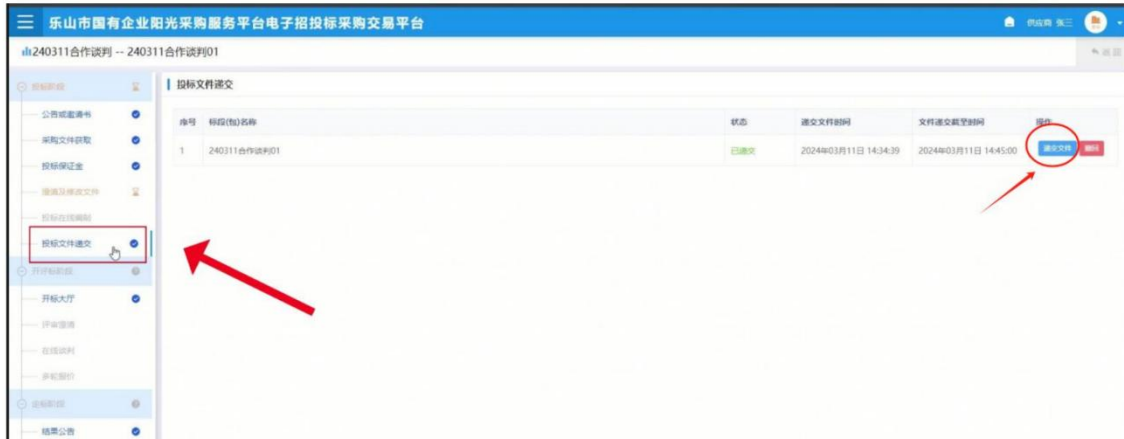 乐山市国有企业阳光采购服务平台电子招投标采购交易平台
供应商 张三
240311合作谈判 -- 240311合作谈判01
投标阶段
公告或邀请书
采购文件获取
投标保证金
澄清及修改文件
投标在线编制
投标文件递交
开评标阶段
开标大厅
评审澄清
在线谈判
多轮报价
定标阶段
结果公告
投标文件递交
序号 标段(包)名称 状态 递交文件时间 文件递交截至时间 操作
1 240311合作谈判01 已递交 2024年03月11日 14:34:39 2024年03月11日 14:45:00 递交文件 撤回